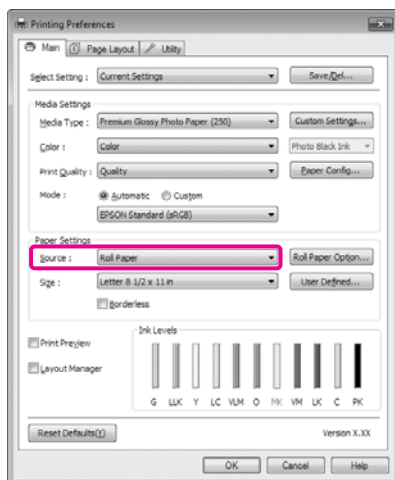 Printing Preferences
Main Page Layout Utility
Select Setting : Current Settings Save/Del...
Media Settings
Media Type : Premium Glossy Photo Paper (250) Custom Settings...
Color : Color Photo Black Ink
Print Quality : Quality Paper Config...
Mode : Automatic Custom
EPSON Standard (sRGB)
Paper Settings
Source : Roll Paper Roll Paper Option...
Size : Letter 8 1/2 x 11 in User Defined...
Borderless
Ink Levels
Print Preview
Layout Manager
G LLK Y LC VLM O MK VM LK C PK
Reset Defaults(Y) Version X.XX
OK Cancel Help